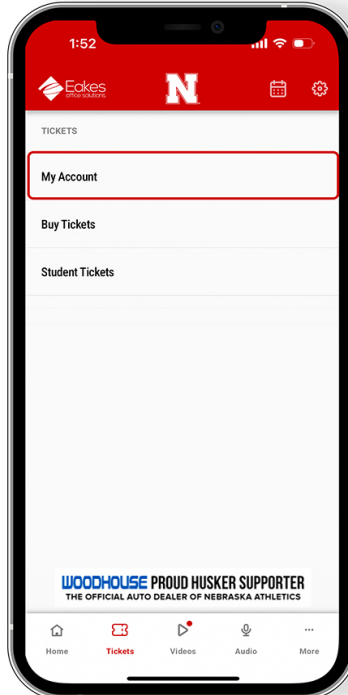 1:52
Eakes
office solutions
N
TICKETS
My Account
Buy Tickets
Student Tickets
WOODHOUSE PROUD HUSKER SUPPORTER
THE OFFICIAL AUTO DEALER OF NEBRASKA ATHLETICS
Home Tickets Videos Audio More